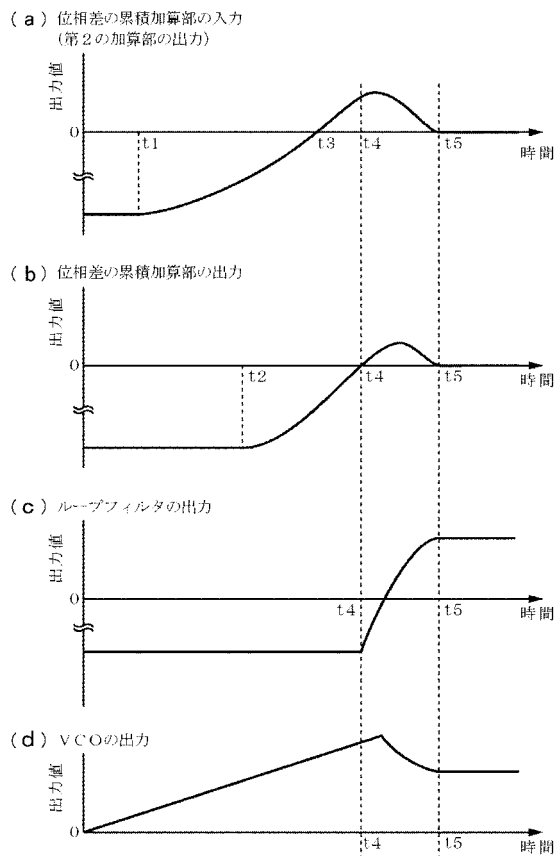 (a) 位相差の累積加算部の入力
(第2の加算部の出力)
出力値
0
t1
t3
t4
t5
時間
(b) 位相差の累積加算部の出力
出力値
0
t2
t4
t5
時間
(c) ループフィルタの出力
出力値
0
t4
t5
時間
(d) VCOの出力
出力値
0
t4
t5
時間